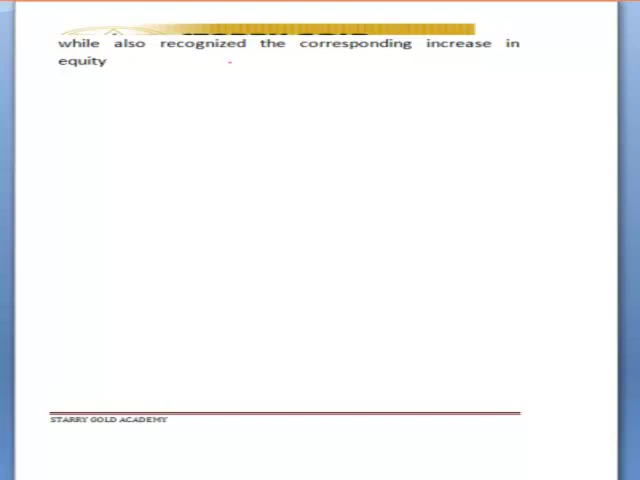 while also recognized the corresponding increase in
equity
STARRY GOLD ACADEMY